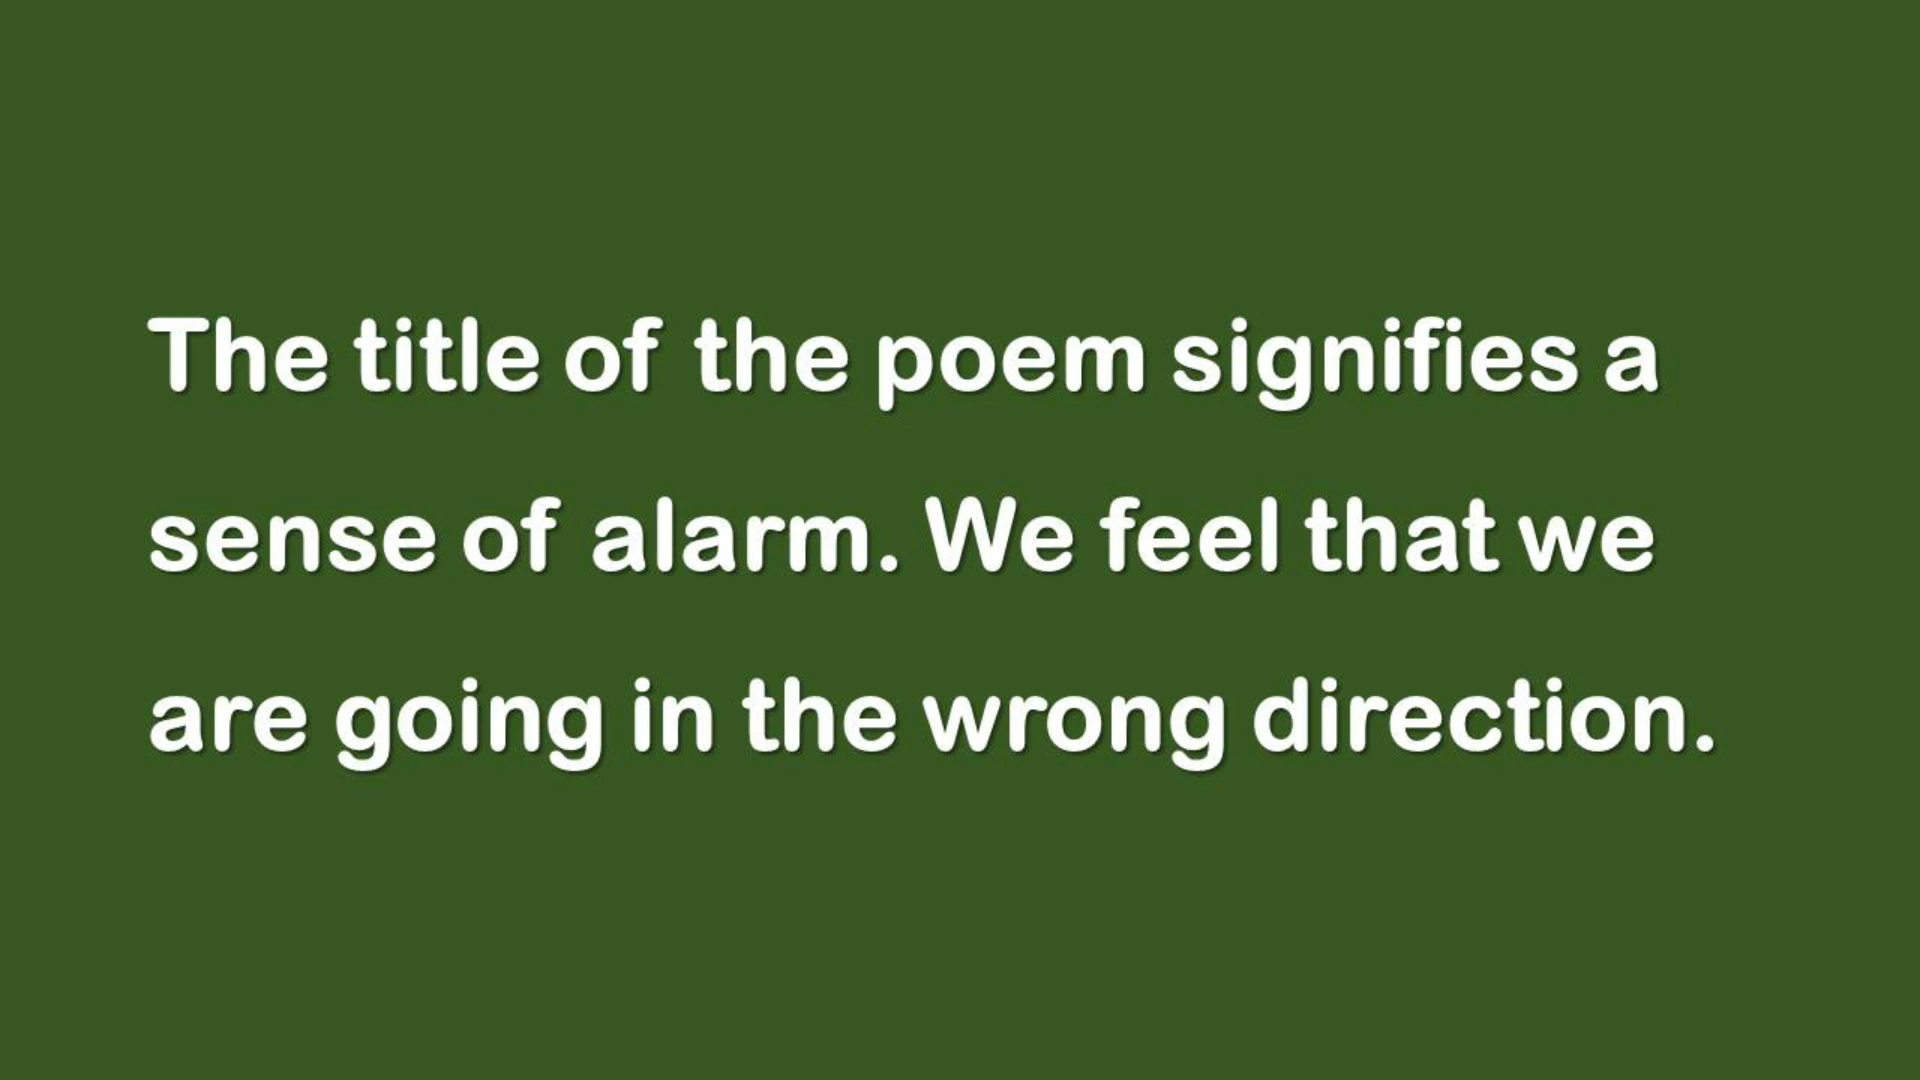 The title of the poem signifies a
sense of alarm. We feel that we
are going in the wrong direction.